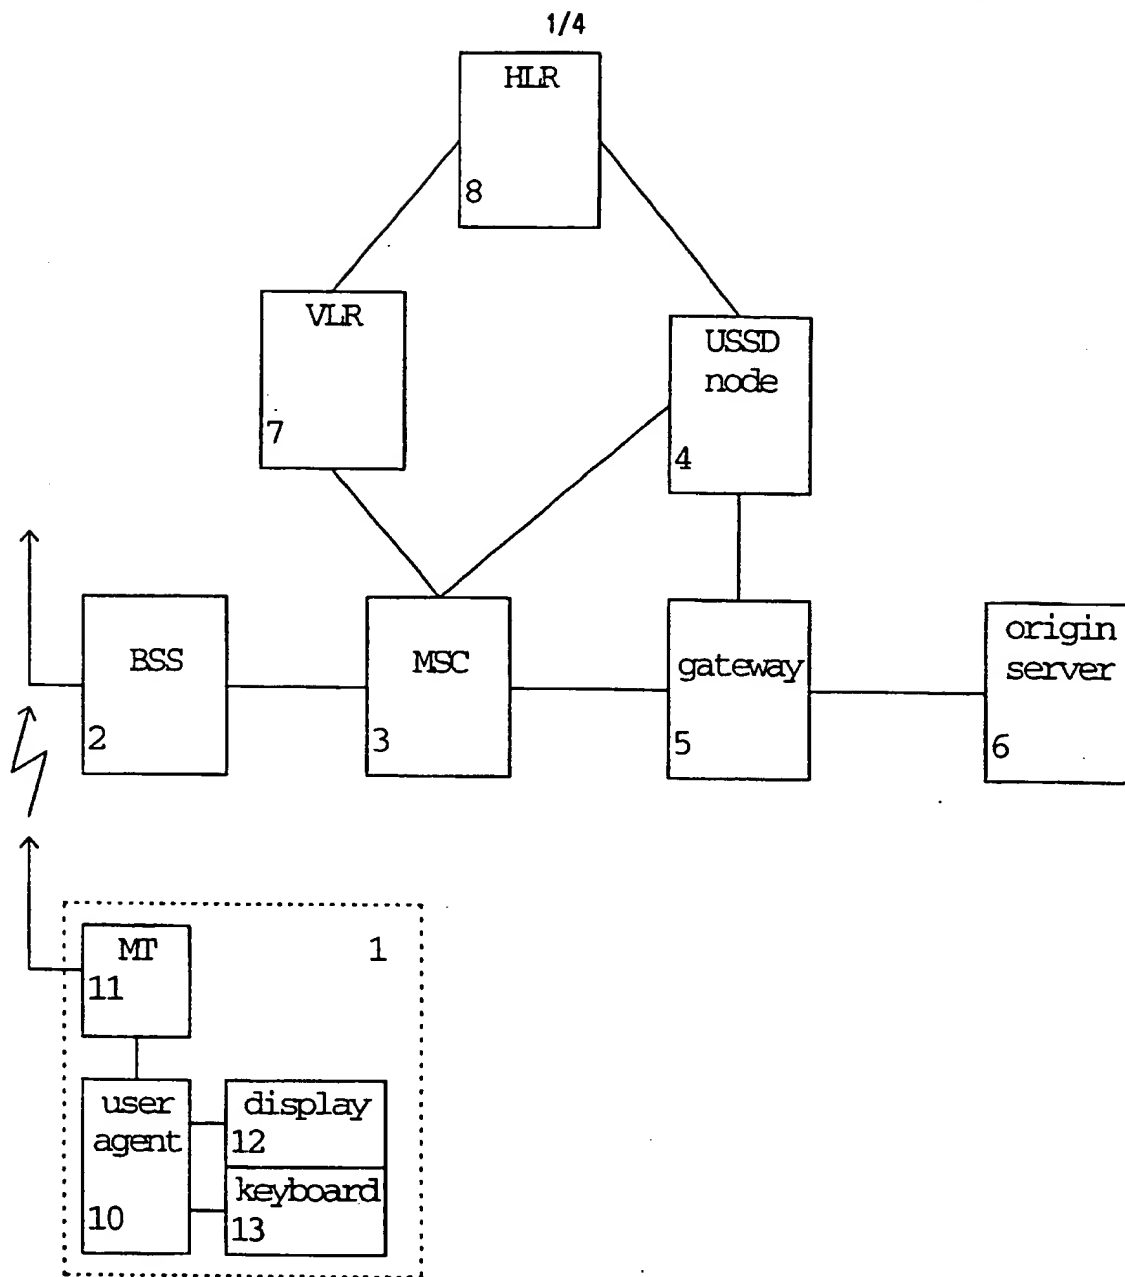 1/4
HLR
8
VLR
7
USSD
node
4
BSS
2
MSC
3
gateway
5
origin
server
6
MT
11
1
user
agent
10
display
12
keyboard
13